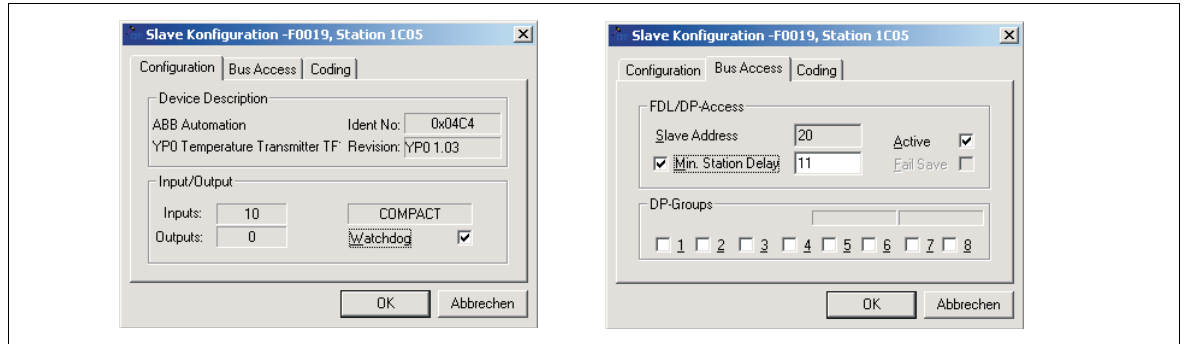 Slave Konfiguration -F0019, Station 1C05
Configuration Bus Access Coding
Device Description
ABB Automation Ident No: 0x04C4
YP0 Temperature Transmitter TF Revision: YP0 1.03
Input/Output
Inputs: 10 COMPACT
Outputs: 0 Watchdog
OK Abbrechen
Slave Konfiguration -F0019, Station 1C05
Configuration Bus Access Coding
FDL/DP-Access
Slave Address 20 Active
Min. Station Delay 11 Fail Save
DP-Groups
1 2 3 4 5 6 7 8
OK Abbrechen